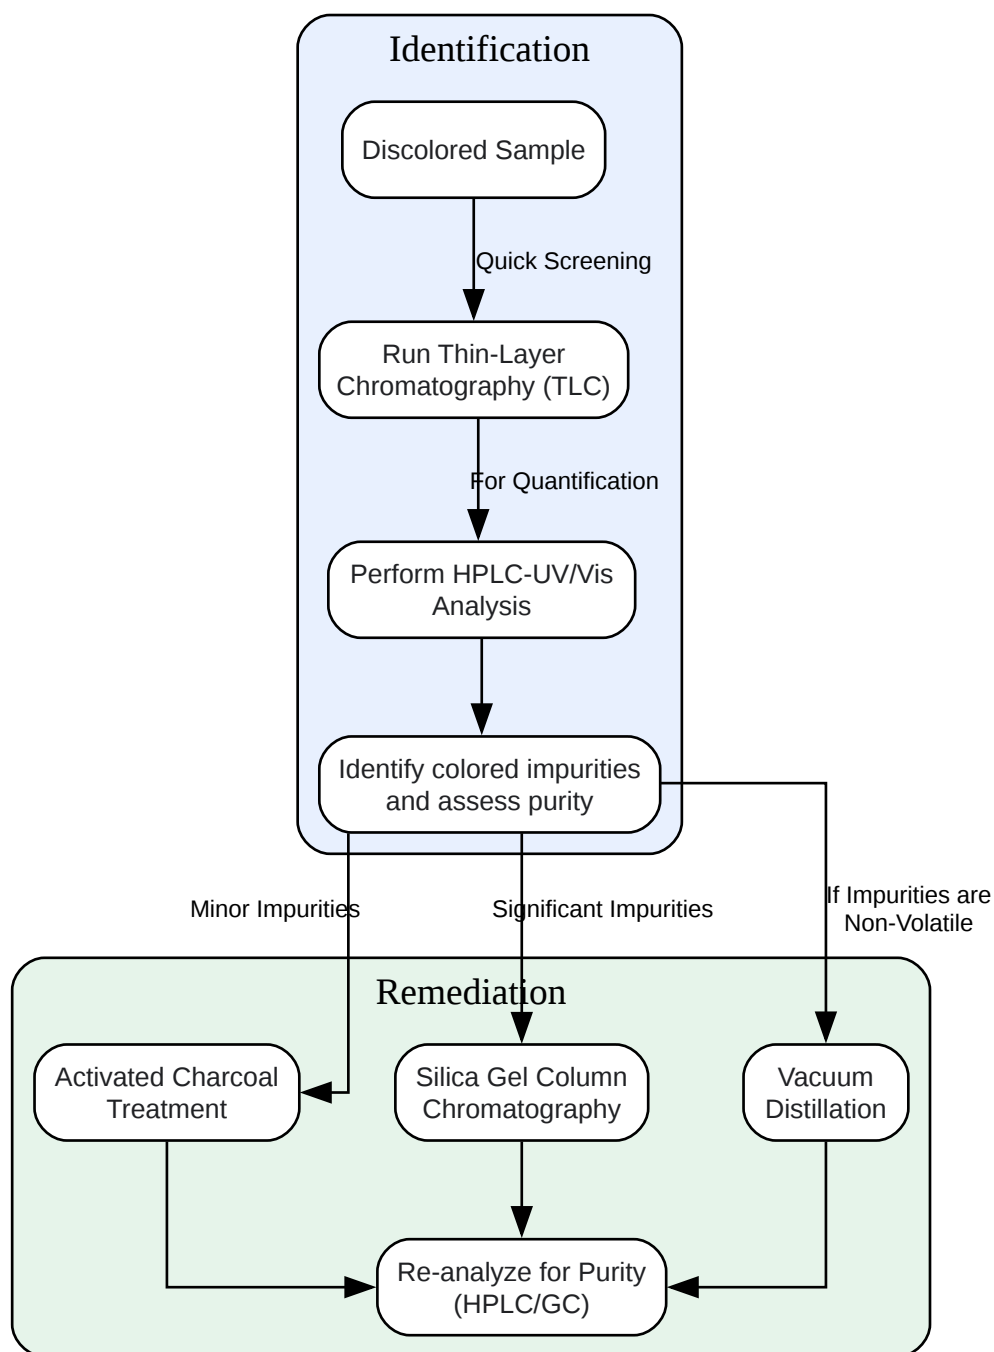 Identification
Discolored Sample
Quick Screening
Run Thin-Layer
Chromatography (TLC)
For Quantification
Perform HPLC-UV/Vis
Analysis
Identify colored impurities
and assess purity
Minor Impurities
Significant Impurities
If Impurities are
Non-Volatile
Remediation
Activated Charcoal
Treatment
Silica Gel Column
Chromatography
Vacuum
Distillation
Re-analyze for Purity
(HPLC/GC)